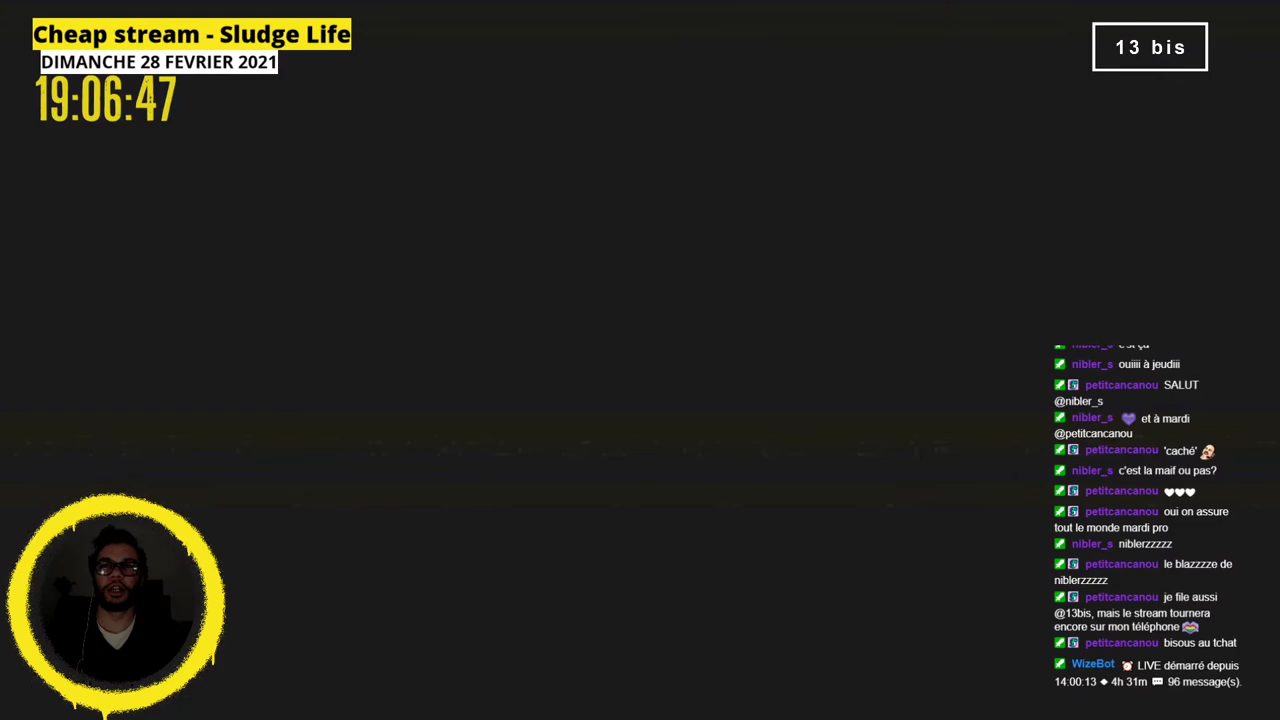 Cheap stream - Sludge Life
DIMANCHE 28 FEVRIER 2021
19:06:47
13 bis
nibler_s c'est ça
nibler_s ouiiii à jeudiii
petitcancanou SALUT
@nibler_s
nibler_s et à mardi
@petitcancanou
petitcancanou 'caché'
nibler_s c'est la maif ou pas?
petitcancanou
petitcancanou oui on assure
tout le monde mardi pro
nibler_s niblerzzzzz
petitcancanou le blazzzze de
niblerzzzzz
petitcancanou je file aussi
@13bis, mais le stream tournera
encore sur mon téléphone
petitcancanou bisous au tchat
WizeBot LIVE démarré depuis
14:00:13 ◆ 4h 31m 96 message(s).